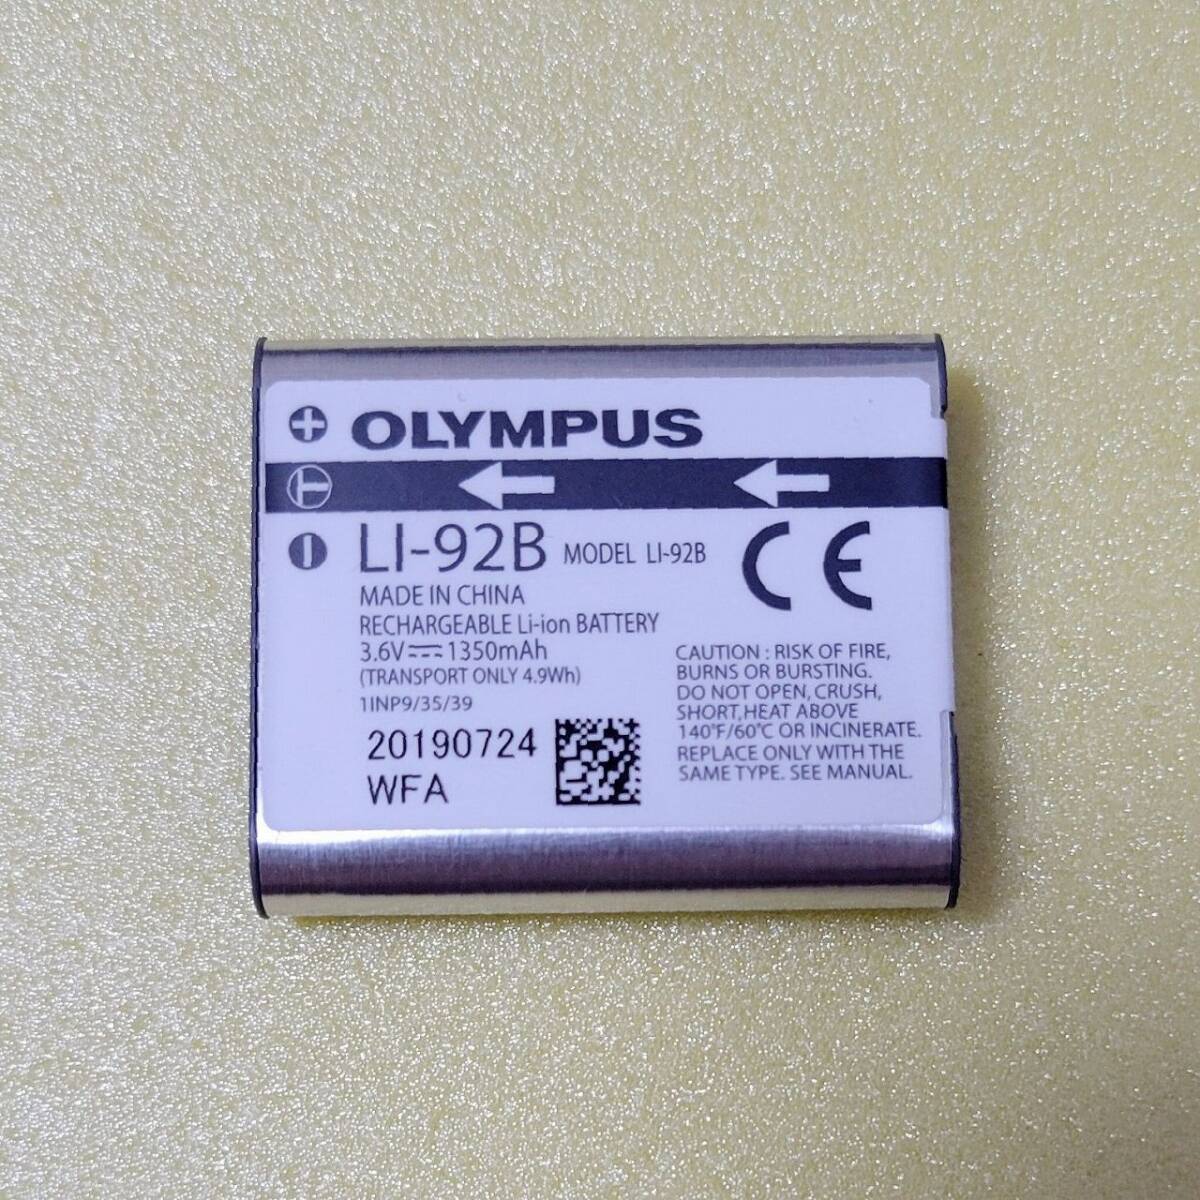 OLYMPUS
LI-92B MODEL LI-92B
CE
MADE IN CHINA
RECHARGEABLE Li-ion BATTERY
3.6V⎓1350mAh
(TRANSPORT ONLY 4.9Wh)
1INP9/35/39
20190724
WFA
CAUTION : RISK OF FIRE,
BURNS OR BURSTING.
DO NOT OPEN, CRUSH,
SHORT,HEAT ABOVE
140°F/60°C OR INCINERATE.
REPLACE ONLY WITH THE
SAME TYPE. SEE MANUAL.